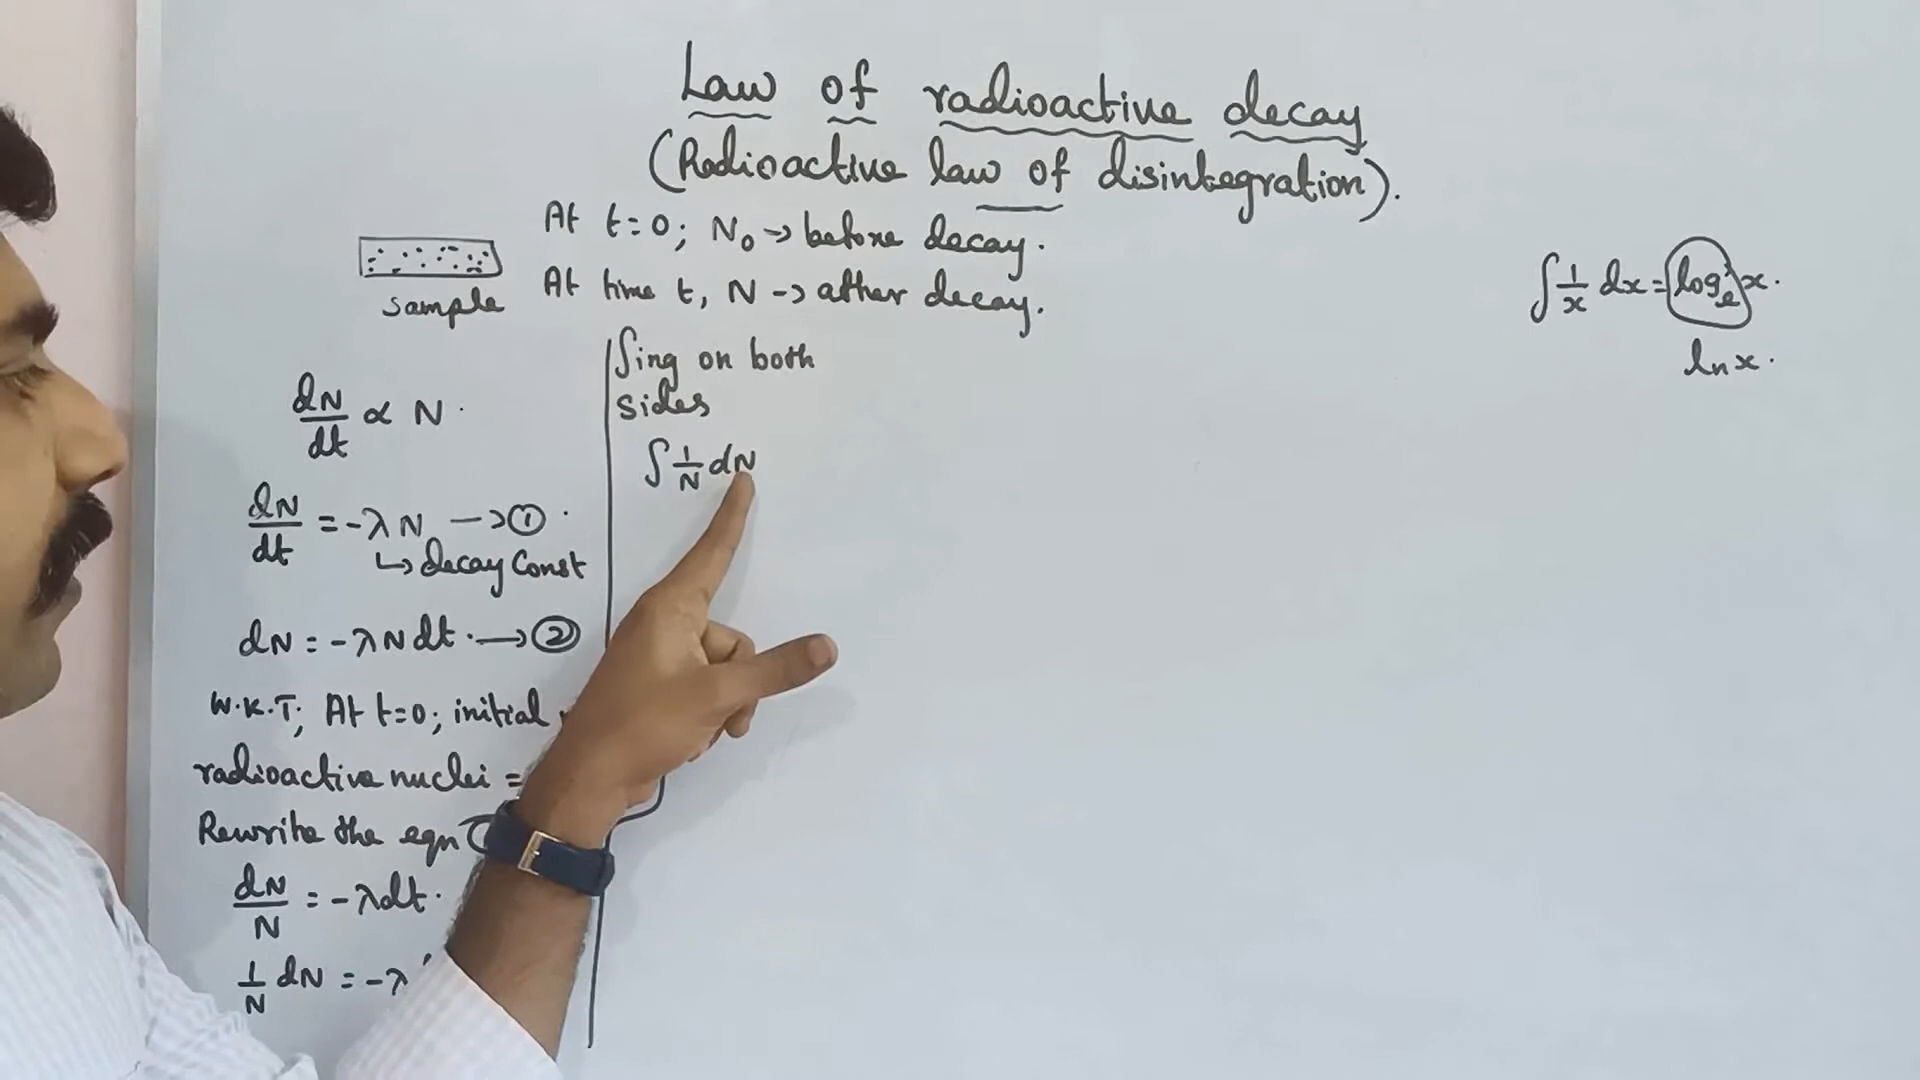 Law of radioactive decay
(Radioactive law of disintegration).
At t=0; N₀ → before decay.
At time t, N → after decay.
sample
dN/dt ∝ N.
dN/dt = -λN → ①
↳ decay Const
dN = -λN dt. → ②
W.K.T; At t=0; initial
radioactive nuclei =
Rewrite the eqn
dN/N = -λdt.
1/N dN = -λ
∫ing on both
sides
∫ 1/N dN
∫ 1/x dx = logₑ x.
ln x.